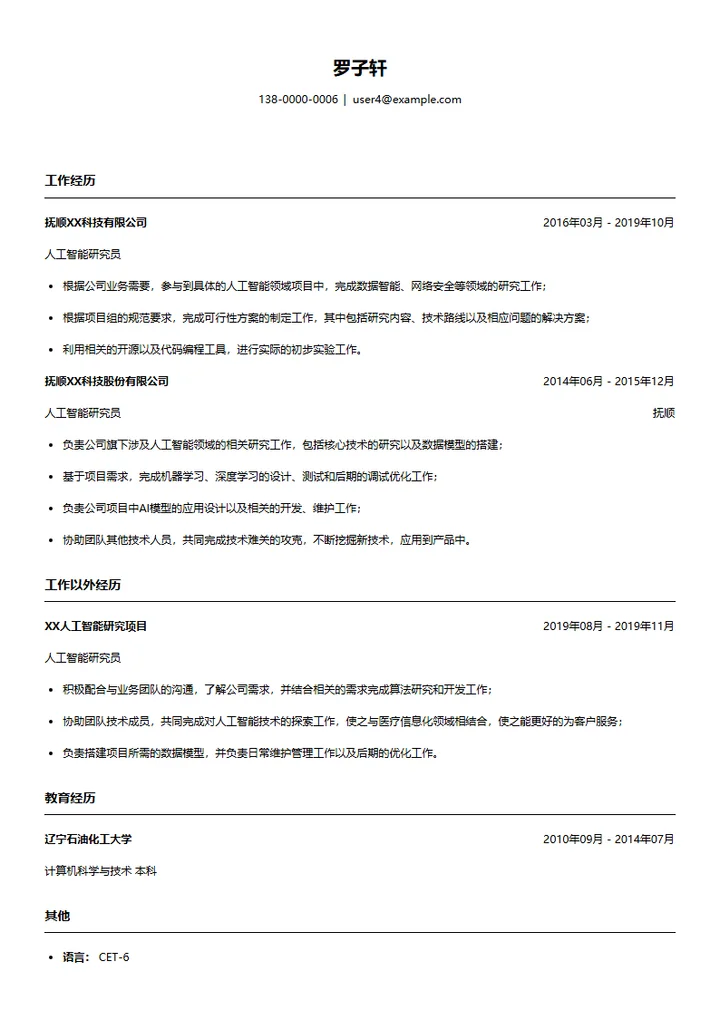 罗子轩
138-0000-0006 | user4@example.com
工作经历
抚顺XX科技有限公司 2016年03月 - 2019年10月
人工智能研究员
• 根据公司业务需要，参与到具体的人工智能领域项目中，完成数据智能、网络安全等领域的研究工作；
• 根据项目组的规范要求，完成可行性方案的制定工作，其中包括研究内容、技术路线以及相应问题的解决方案；
• 利用相关的开源以及代码编程工具，进行实际的初步实验工作。
抚顺XX科技股份有限公司 2014年06月 - 2015年12月
人工智能研究员 抚顺
• 负责公司旗下涉及人工智能领域的相关研究工作，包括核心技术的研究以及数据模型的搭建；
• 基于项目需求，完成机器学习、深度学习的设计、测试和后期的调试优化工作；
• 负责公司项目中AI模型的应用设计以及相关的开发、维护工作；
• 协助团队其他技术人员，共同完成技术难关的攻克，不断挖掘新技术，应用到产品中。
工作以外经历
XX人工智能研究项目 2019年08月 - 2019年11月
人工智能研究员
• 积极配合与业务团队的沟通，了解公司需求，并结合相关的需求完成算法研究和开发工作；
• 协助团队技术成员，共同完成对人工智能技术的探索工作，使之与医疗信息化领域相结合，使之能更好的为客户服务；
• 负责搭建项目所需的数据模型，并负责日常维护管理工作以及后期的优化工作。
教育经历
辽宁石油化工大学 2010年09月 - 2014年07月
计算机科学与技术 本科
其他
• 语言： CET-6